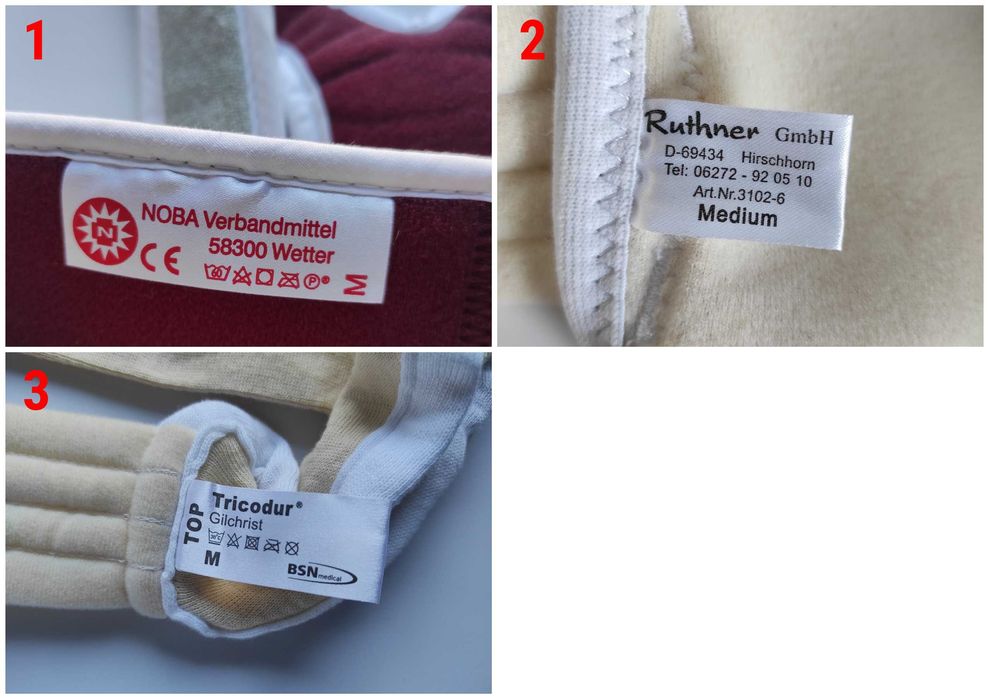 1
NOBA Verbandmittel
58300 Wetter
N
CE
P
M
2
Ruthner GmbH
D-69434 Hirschhorn
Tel: 06272 - 92 05 10
Art.Nr.3102-6
Medium
3
TOP
Tricodur®
Gilchrist
M
BSN medical